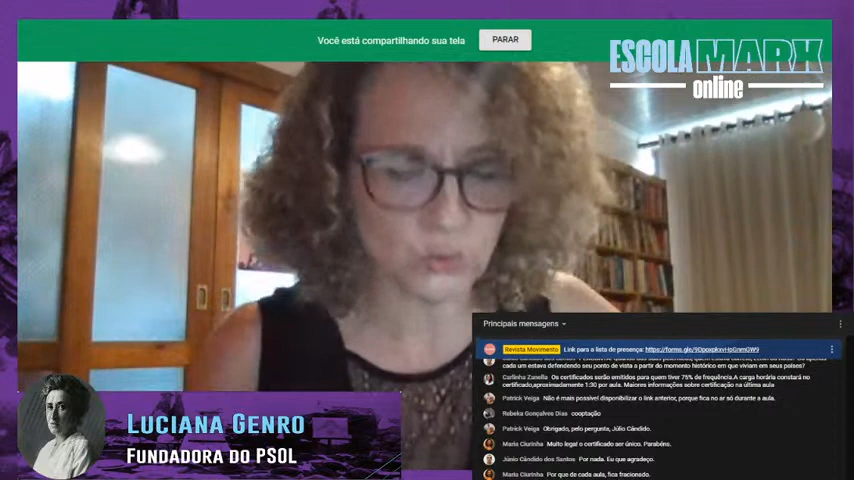 Você está compartilhando sua tela
PARAR
ESCOLA MARX
online
Principais mensagens
Revista Movimento Link para a lista de presença:
cada um estava defendendo seu ponto de vista a partir do momento histórico em que viviam em seus países?
Carlinha Zanella Os certificados serão emitidos para quem tiver 75% de frequência.A carga horária constará no
certificado,aproximadamente 1:30 por aula. Maiores informações sobre certificação na última aula
Patrick Veiga Não é mais possível disponibilizar o link anterior, porque fica no ar só durante a aula.
Rebeka Gonçalves Dias cooptação
Patrick Veiga Obrigado, pelo pergunta, Júlio Cândido.
Maria Clarinha Muito legal o certificado ser único. Parabéns.
Júnio Cândido dos Santos Por nada. Eu que agradeço.
Maria Clarinha Por que de cada aula, fica fracionado.
LUCIANA GENRO
FUNDADORA DO PSOL